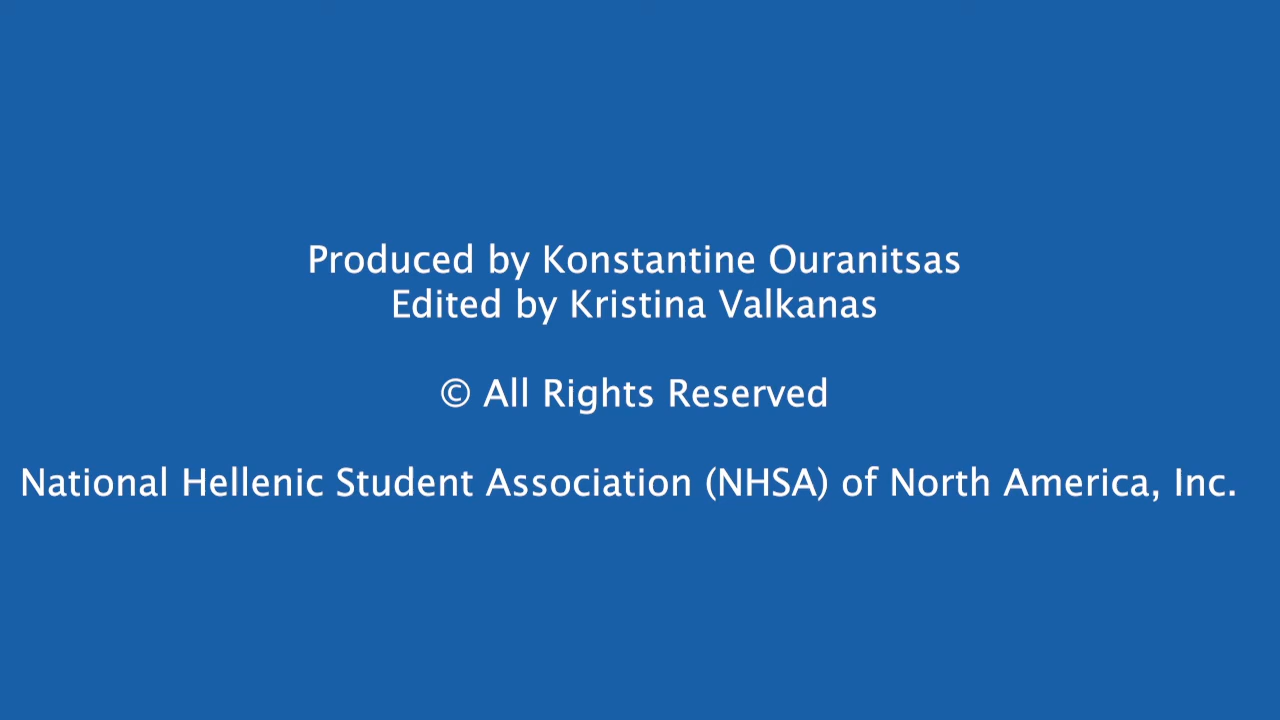 Produced by Konstantine Ouranitsas
Edited by Kristina Valkanas
© All Rights Reserved
National Hellenic Student Association (NHSA) of North America, Inc.